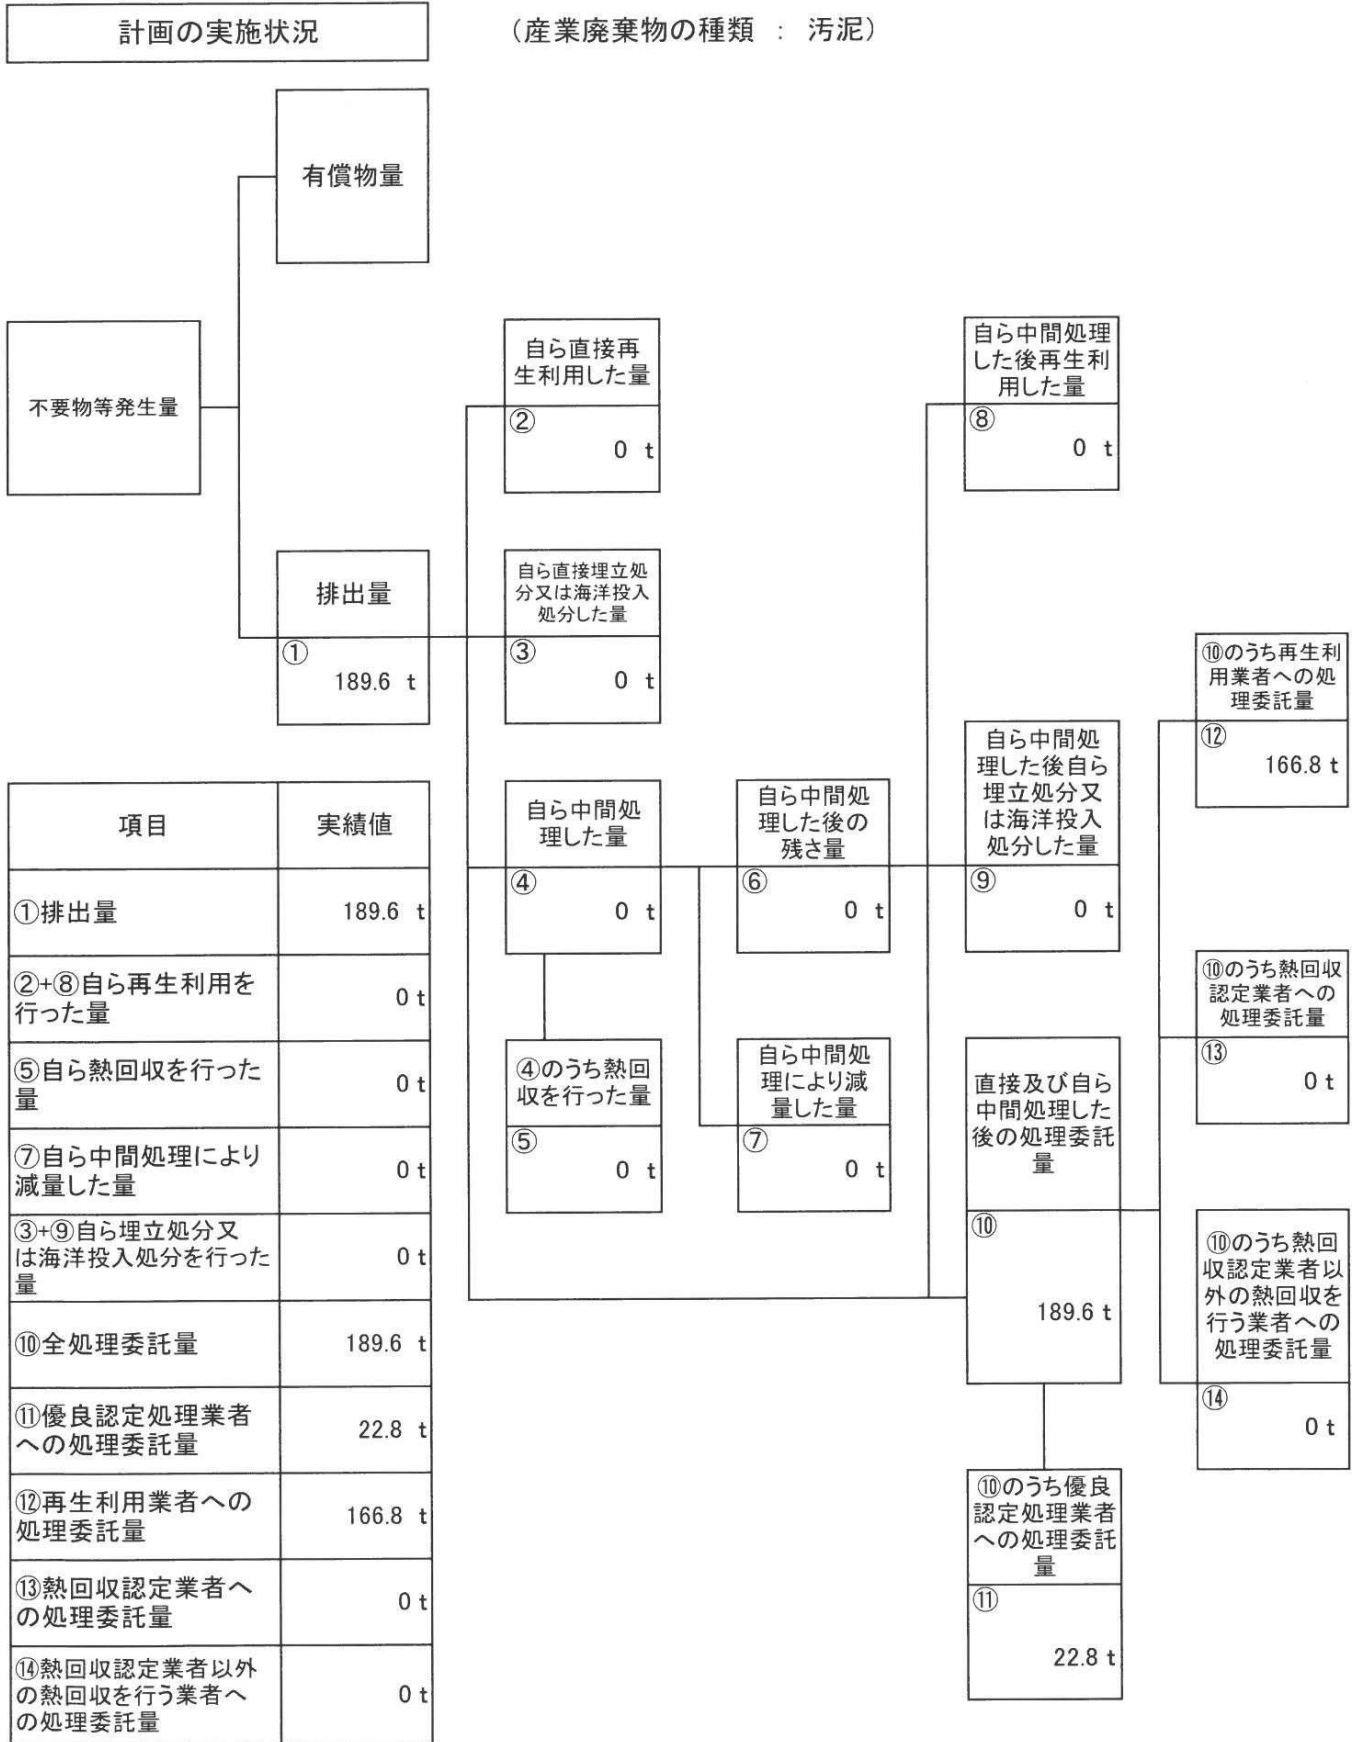 計画の実施状況
（産業廃棄物の種類 ： 汚泥）
有償物量
不要物等発生量
排出量
①
189.6 t
自ら直接再
生利用した量
②
0 t
自ら直接埋立処
分又は海洋投入
処分した量
③
0 t
自ら中間処
理した量
④
0 t
④のうち熱回
収を行った量
⑤
0 t
自ら中間処
理した後の
残さ量
⑥
0 t
自ら中間処
理により減
量した量
⑦
0 t
自ら中間処理
した後再生利
用した量
⑧
0 t
自ら中間処
理した後自ら
埋立処分又
は海洋投入
処分した量
⑨
0 t
直接及び自ら
中間処理した
後の処理委託
量
⑩
189.6 t
⑩のうち優良
認定処理業者
への処理委託
量
⑪
22.8 t
⑩のうち再生利
用業者への処
理委託量
⑫
166.8 t
⑩のうち熱回収
認定業者への
処理委託量
⑬
0 t
⑩のうち熱回
収認定業者以
外の熱回収を
行う業者への
処理委託量
⑭
0 t
項目 実績値
①排出量 189.6 t
②+⑧自ら再生利用を
行った量 0 t
⑤自ら熱回収を行った
量 0 t
⑦自ら中間処理により
減量した量 0 t
③+⑨自ら埋立処分又
は海洋投入処分を行った
量 0 t
⑩全処理委託量 189.6 t
⑪優良認定処理業者
への処理委託量 22.8 t
⑫再生利用業者への
処理委託量 166.8 t
⑬熱回収認定業者へ
の処理委託量 0 t
⑭熱回収認定業者以外
の熱回収を行う業者へ
の処理委託量 0 t